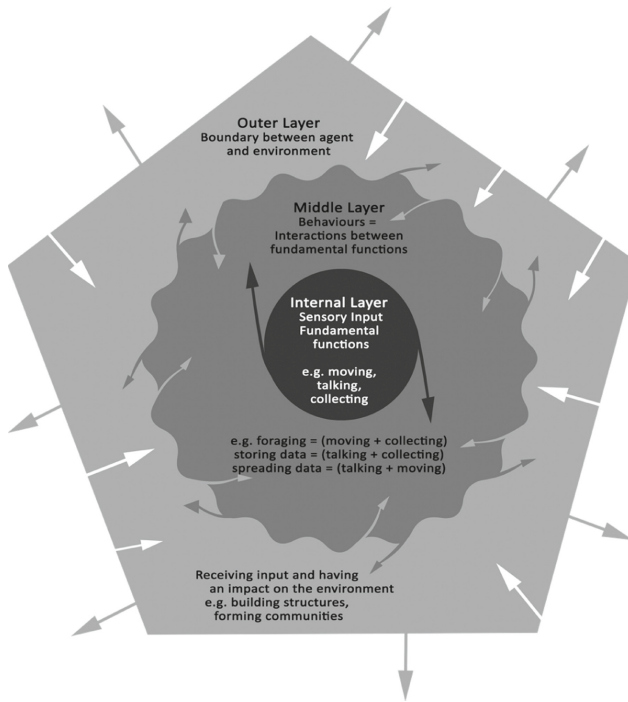 Outer Layer
Boundary between agent
and environment
Middle Layer
Behaviours =
Interactions between
fundamental functions
Internal Layer
Sensory Input
Fundamental
functions
e.g. moving,
talking,
collecting
e.g. foraging = (moving + collecting)
storing data = (talking + collecting)
spreading data = (talking + moving)
Receiving input and having
an impact on the environment
e.g. building structures,
forming communities